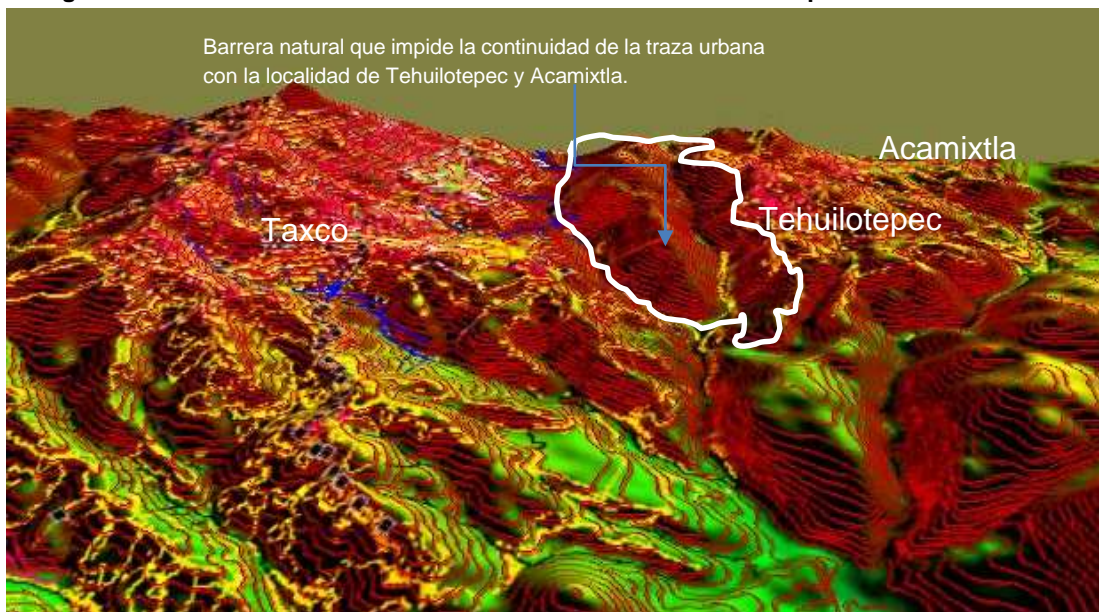 Barrera natural que impide la continuidad de la traza urbana
con la localidad de Tehuilotepec y Acamixtla.
Acamixtla
Tehuilotepec
Taxco